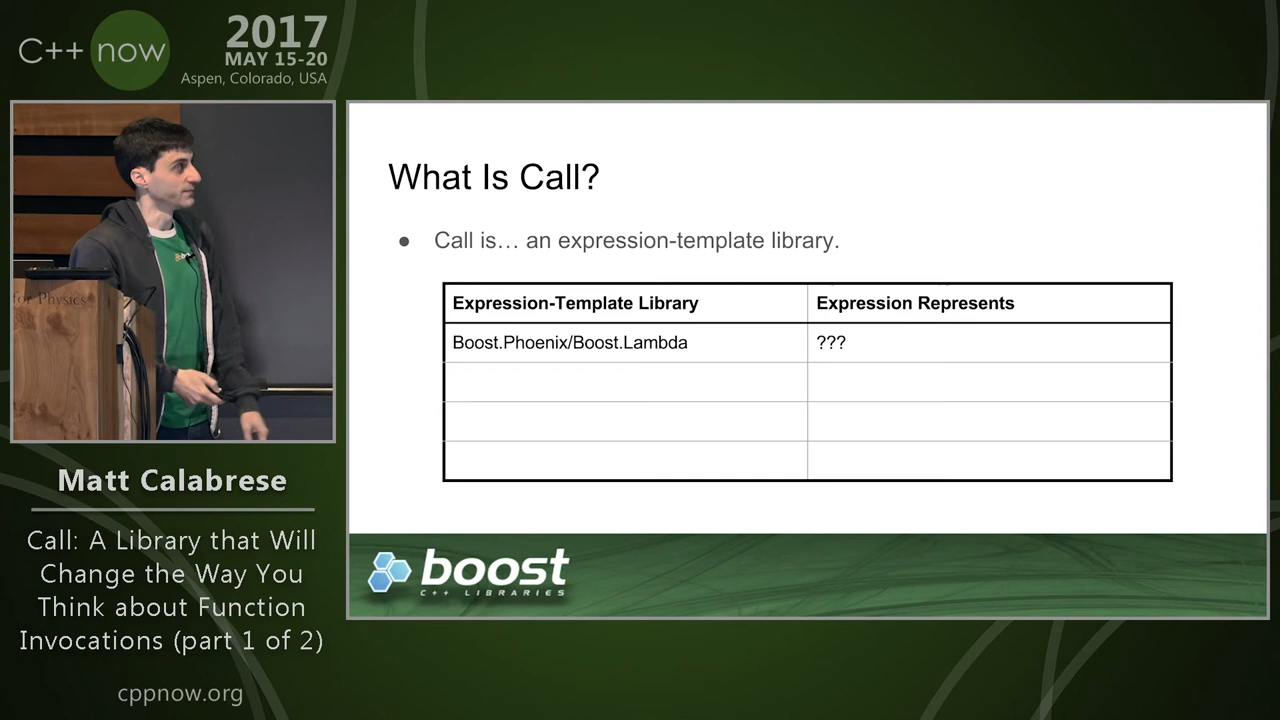 C++ now
2017
MAY 15-20
Aspen, Colorado, USA
for Physics
What Is Call?
● Call is… an expression-template library.
Expression-Template Library Expression Represents
Boost.Phoenix/Boost.Lambda ???
boost
C++ LIBRARIES
Matt Calabrese
Call: A Library that Will
Change the Way You
Think about Function
Invocations (part 1 of 2)
cppnow.org